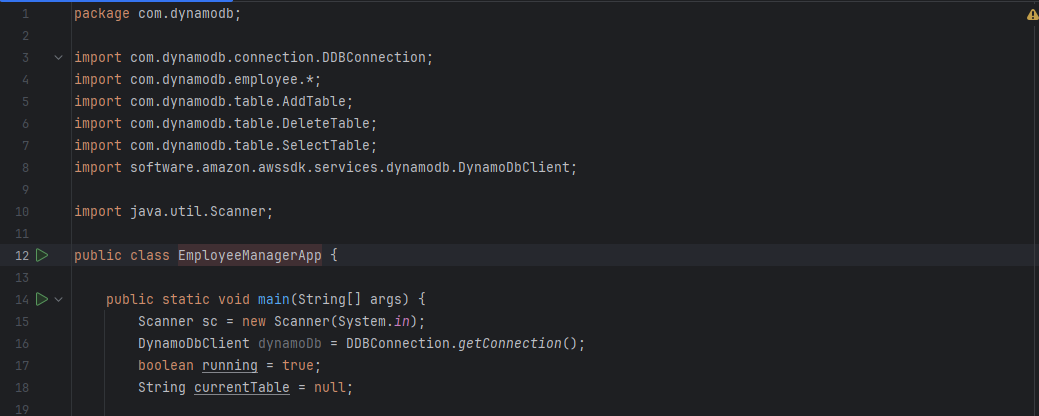 1 package com.dynamodb;
2
3 import com.dynamodb.connection.DDBConnection;
4 import com.dynamodb.employee.*;
5 import com.dynamodb.table.AddTable;
6 import com.dynamodb.table.DeleteTable;
7 import com.dynamodb.table.SelectTable;
8 import software.amazon.awssdk.services.dynamodb.DynamoDbClient;
9
10 import java.util.Scanner;
11
12 public class EmployeeManagerApp {
13
14     public static void main(String[] args) {
15         Scanner sc = new Scanner(System.in);
16         DynamoDbClient dynamoDb = DDBConnection.getConnection();
17         boolean running = true;
18         String currentTable = null;
19